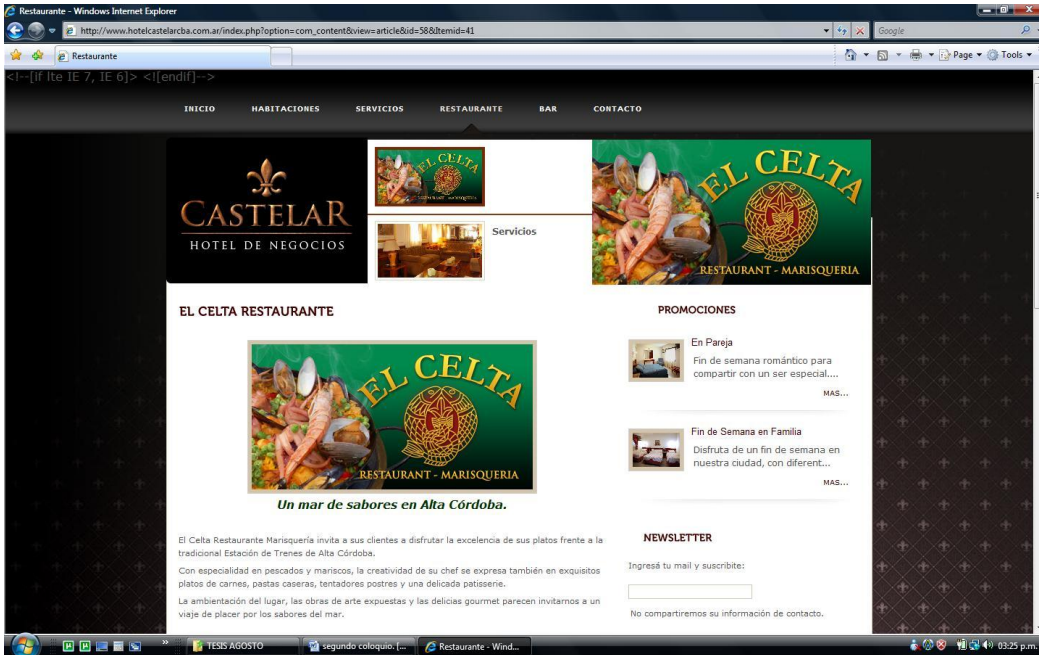 Restaurante - Windows Internet Explorer
http://www.hotelcastelarcba.com.ar/index.php?option=com_content&view=article&id=58&Itemid=41
Google
Restaurante
Page
Tools
<!--[if lte IE 7, IE 6]> <![endif]-->
INICIO
HABITACIONES
SERVICIOS
RESTAURANTE
BAR
CONTACTO
CASTELAR
HOTEL DE NEGOCIOS
EL CELTA
RESTAURANT - MARISQUERIA
Servicios
EL CELTA
RESTAURANT - MARISQUERIA
EL CELTA RESTAURANTE
EL CELTA
RESTAURANT - MARISQUERIA
Un mar de sabores en Alta Córdoba.
El Celta Restaurante Marisquería invita a sus clientes a disfrutar la excelencia de sus platos frente a la
tradicional Estación de Trenes de Alta Córdoba.
Con especialidad en pescados y mariscos, la creatividad de su chef se expresa también en exquisitos
platos de carnes, pastas caseras, tentadores postres y una delicada patisserie.
La ambientación del lugar, las obras de arte expuestas y las delicias gourmet parecen invitarnos a un
viaje de placer por los sabores del mar.
PROMOCIONES
En Pareja
Fin de semana romántico para
compartir con un ser especial....
MAS...
Fin de Semana en Familia
Disfruta de un fin de semana en
nuestra ciudad, con diferent...
MAS...
NEWSLETTER
Ingresá tu mail y suscribite:
No compartiremos su información de contacto.
TESIS AGOSTO
segundo coloquio. [...
Restaurante - Wind...
03:25 p.m.